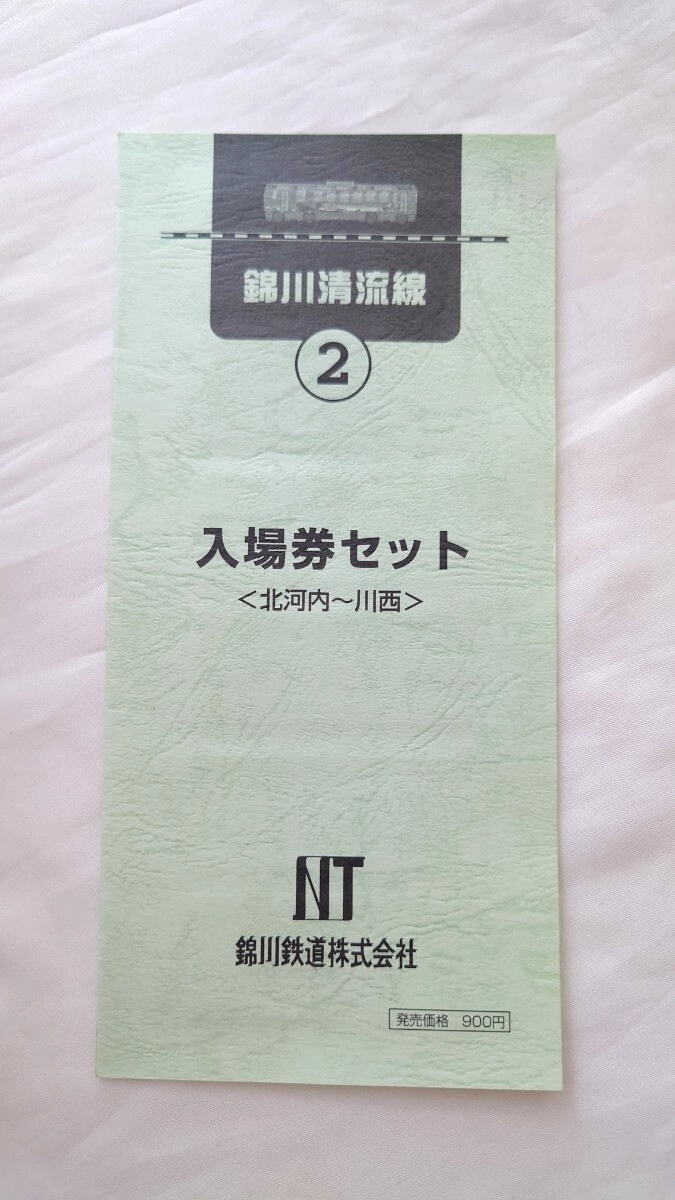 錦川清流線
2
入場券セット
<北河内～川西>
NT
錦川鉄道株式会社
発売価格 900円